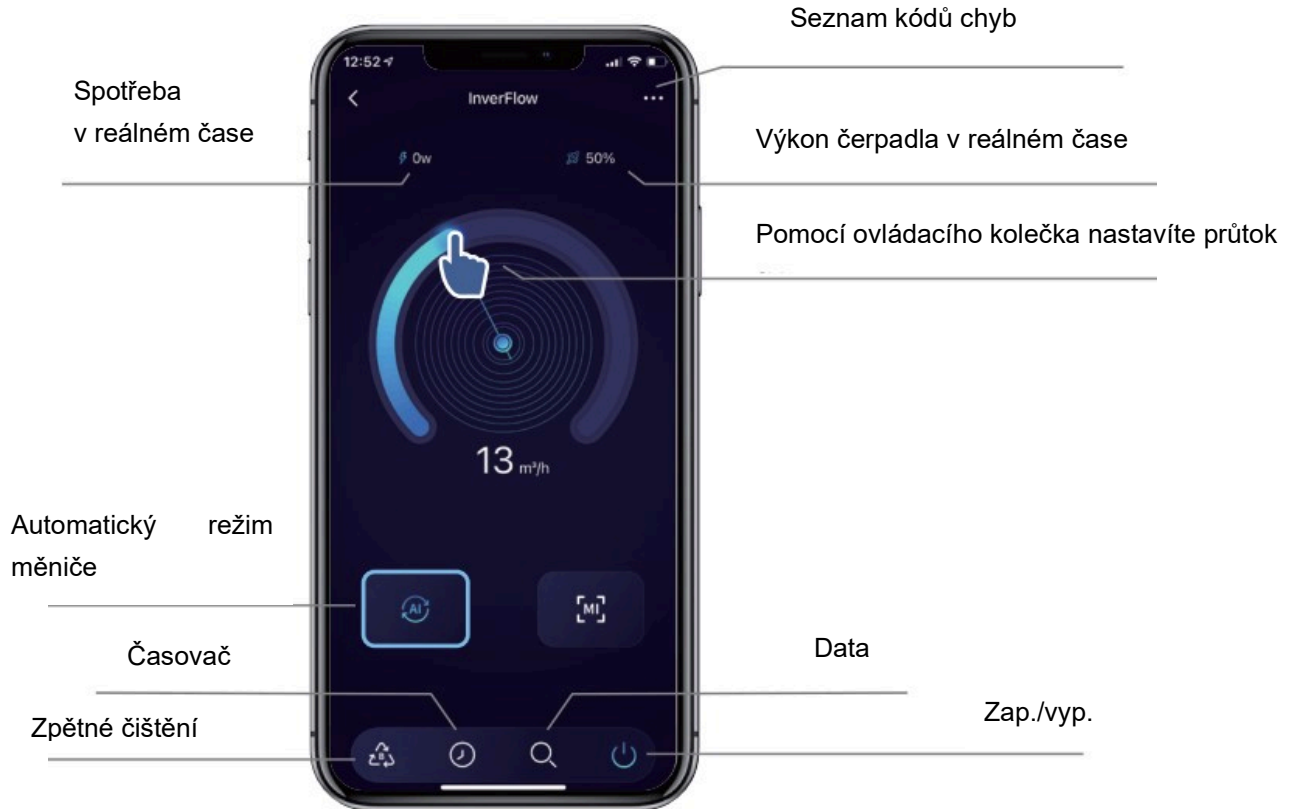 Seznam kódů chyb
12:52
Spotřeba
v reálném čase
InverFlow
0w
50%
Výkon čerpadla v reálném čase
Pomocí ovládacího kolečka nastavíte průtok
13 m³/h
Automatický režim
měniče
AI
MI
Časovač
Data
Zpětné čištění
Zap./vyp.
B